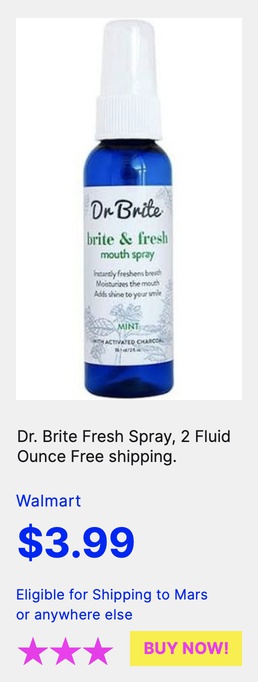 Dr Brite
brite & fresh
mouth spray
Instantly freshens breath
Moisturizes the mouth
Adds shine to your smile
MINT
WITH ACTIVATED CHARCOAL
Dr. Brite Fresh Spray, 2 Fluid
Ounce Free shipping.
Walmart
$3.99
Eligible for Shipping to Mars
or anywhere else
BUY NOW!